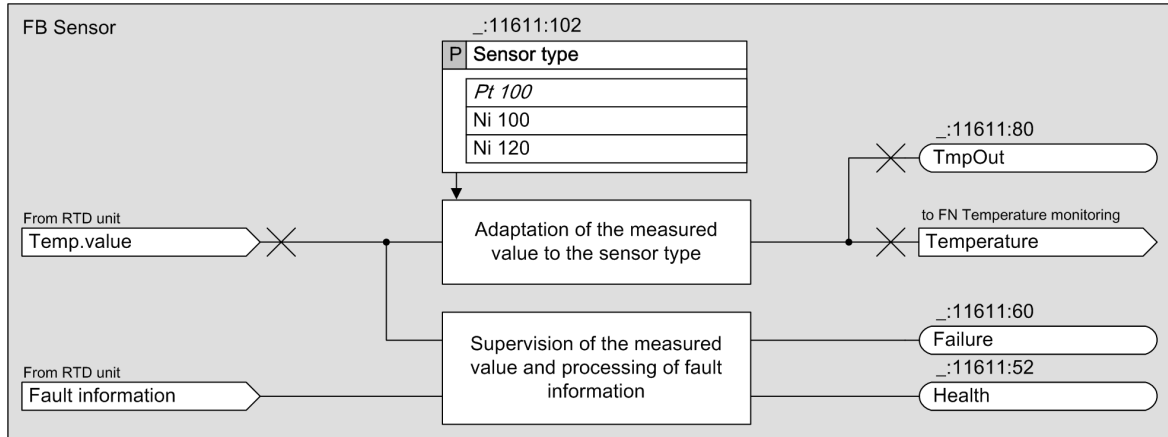 FB Sensor
_:11611:102
P Sensor type
Pt 100
Ni 100
Ni 120
_:11611:80
TmpOut
From RTD unit
Temp.value
Adaptation of the measured
value to the sensor type
to FN Temperature monitoring
Temperature
Supervision of the measured
value and processing of fault
information
_:11611:60
Failure
From RTD unit
Fault information
_:11611:52
Health